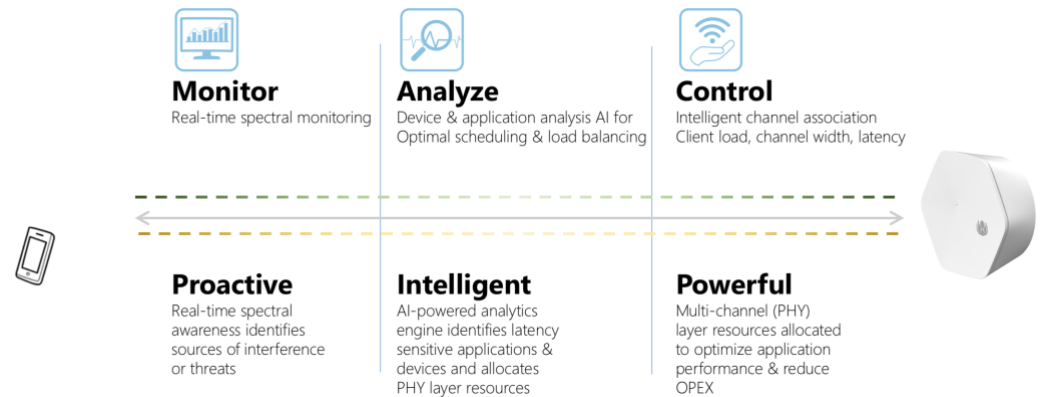 Monitor
Real-time spectral monitoring
Analyze
Device & application analysis AI for
Optimal scheduling & load balancing
Control
Intelligent channel association
Client load, channel width, latency
Proactive
Real-time spectral
awareness identifies
sources of interference
or threats
Intelligent
AI-powered analytics
engine identifies latency
sensitive applications &
devices and allocates
PHY layer resources
Powerful
Multi-channel (PHY)
layer resources allocated
to optimize application
performance & reduce
OPEX